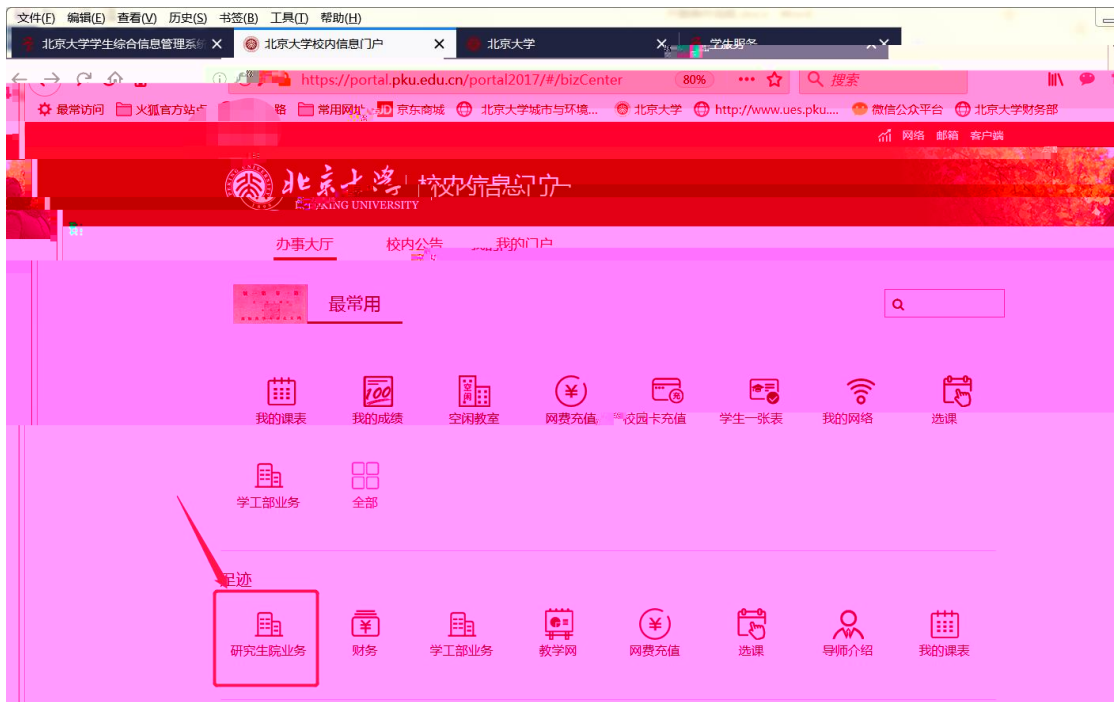 文件(F) 编辑(E) 查看(V) 历史(S) 书签(B) 工具(T) 帮助(H)
北京大学学生综合信息管理系统 北京大学校内信息门户 北京大学 学生服务
https://portal.pku.edu.cn/portal2017/#/bizCenter 80% 搜索
最常访问 火狐官方站点 常用网址 京东商城 北京大学城市与环境... 北京大学 http://www.ues.pku.... 微信公众平台 北京大学财务部
网络 邮箱 客户端
北京大学 校内信息门户
PEKING UNIVERSITY
办事大厅 校内公告 我的门户
最常用
我的课表 我的成绩 空闲教室 网费充值 校园卡充值 学生一张表 我的网络 选课
学工部业务 全部
足迹
研究生院业务 财务 学工部业务 教学网 网费充值 选课 导师介绍 我的课表